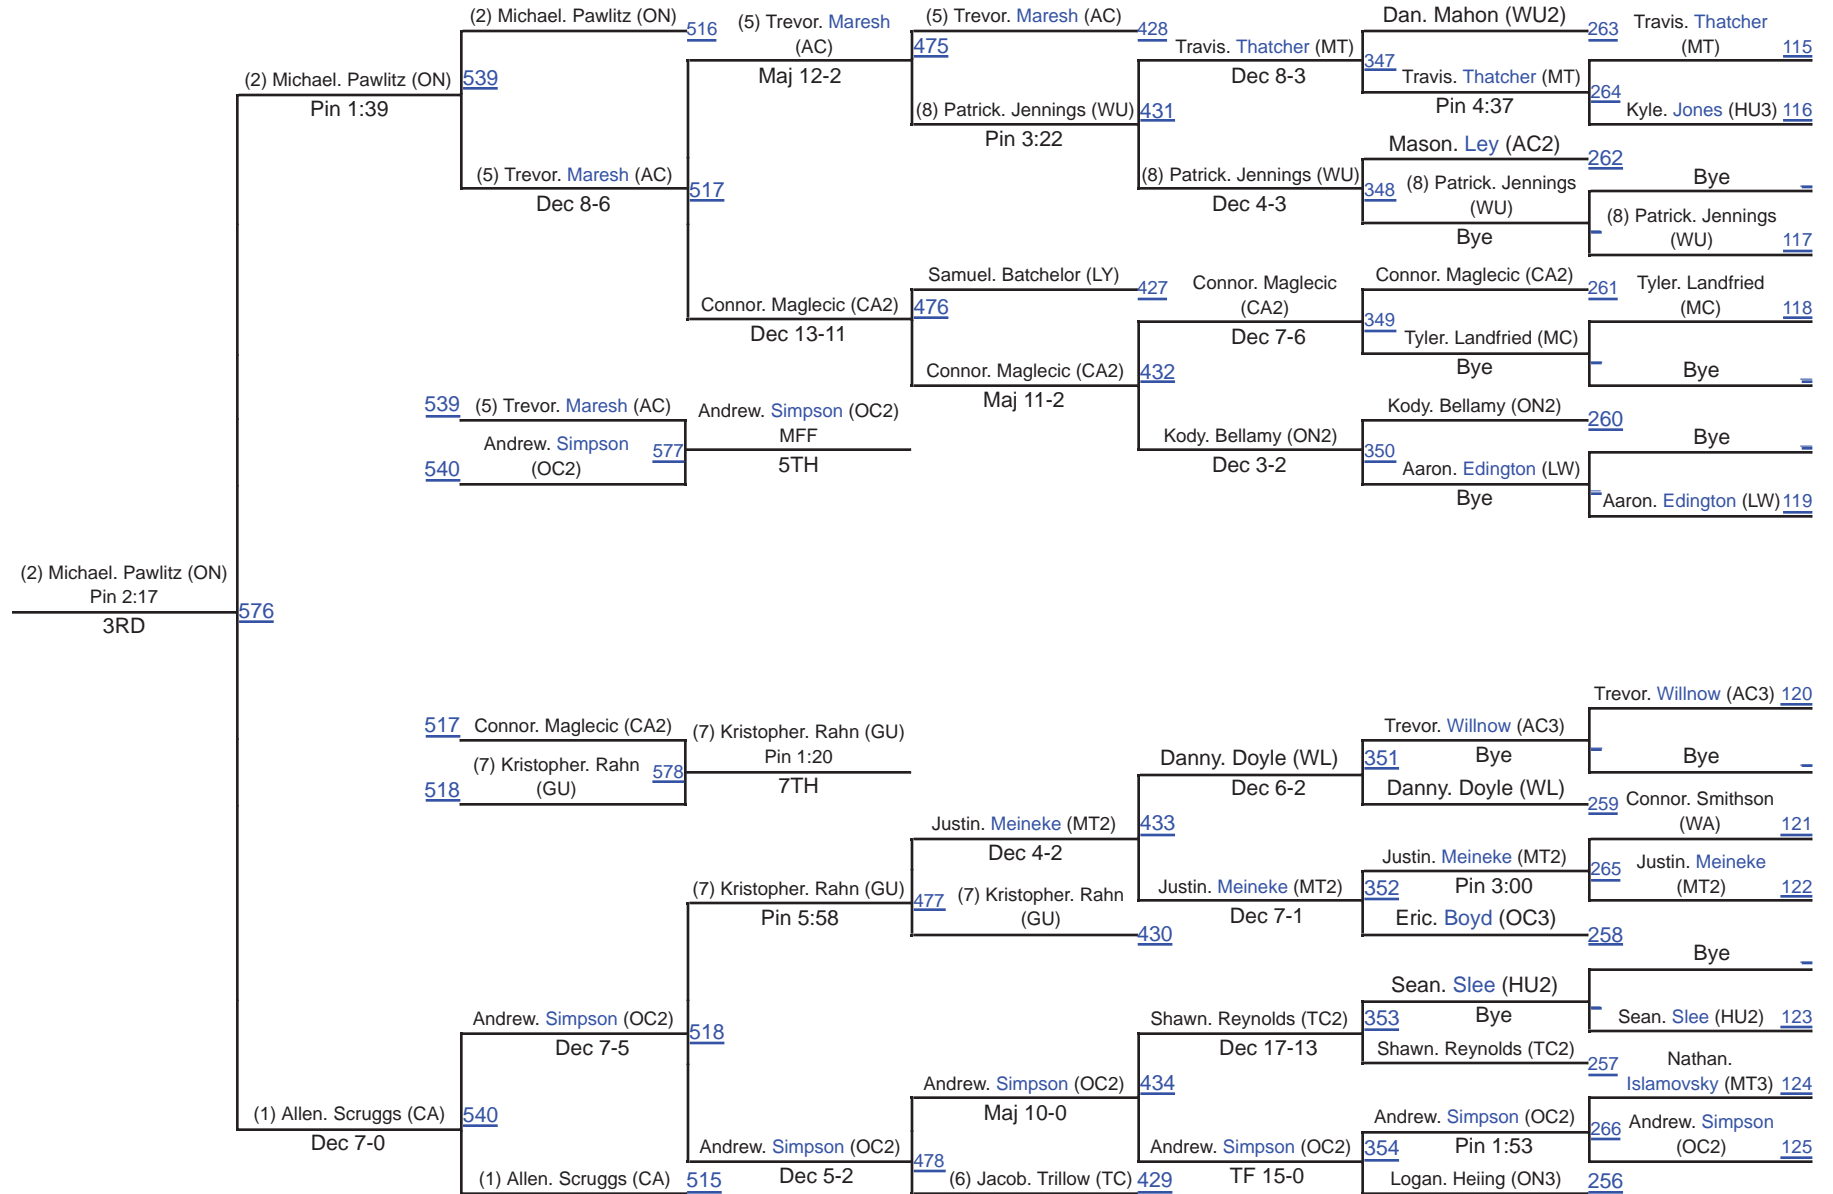 (2) Michael. Pawlitz (ON)
516
(5) Trevor. Maresh
(AC)
Maj 12-2
(5) Trevor. Maresh (AC)
428
475
Travis. Thatcher (MT)
Dec 8-3
Dan. Mahon (WU2)
263
347
Travis. Thatcher (MT)
Pin 4:37
Travis. Thatcher
(MT)
115
264
Kyle. Jones (HU3)
116
(2) Michael. Pawlitz (ON)
Pin 1:39
539
(8) Patrick. Jennings (WU)
Pin 3:22
431
Mason. Ley (AC2)
262
Bye
(5) Trevor. Maresh (AC)
Dec 8-6
517
(8) Patrick. Jennings (WU)
Dec 4-3
348
(8) Patrick. Jennings
(WU)
Bye
(8) Patrick. Jennings
(WU)
117
Samuel. Batchelor (LY)
427
Connor. Maglecic
(CA2)
Dec 7-6
Connor. Maglecic (CA2)
261
Tyler. Landfried
(MC)
118
Connor. Maglecic (CA2)
Dec 13-11
476
349
Tyler. Landfried (MC)
Bye
Bye
Connor. Maglecic (CA2)
Maj 11-2
432
539
(5) Trevor. Maresh (AC)
Andrew. Simpson
(OC2)
540
577
Andrew. Simpson (OC2)
MFF
5TH
Kody. Bellamy (ON2)
Dec 3-2
Kody. Bellamy (ON2)
260
350
Aaron. Edington (LW)
Bye
Bye
Aaron. Edington (LW)
119
(2) Michael. Pawlitz (ON)
Pin 2:17
3RD
576
517
Connor. Maglecic (CA2)
(7) Kristopher. Rahn
(GU)
518
578
(7) Kristopher. Rahn (GU)
Pin 1:20
7TH
Danny. Doyle (WL)
Dec 6-2
Trevor. Willnow (AC3)
Bye
351
Danny. Doyle (WL)
259
Trevor. Willnow (AC3)
120
Bye
Connor. Smithson
(WA)
121
Justin. Meineke (MT2)
Dec 4-2
433
Justin. Meineke (MT2)
Pin 3:00
265
Justin. Meineke
(MT2)
122
(7) Kristopher. Rahn (GU)
Pin 5:58
477
(7) Kristopher. Rahn
(GU)
430
Justin. Meineke (MT2)
Dec 7-1
352
Eric. Boyd (OC3)
258
Bye
Andrew. Simpson (OC2)
Dec 7-5
518
Shawn. Reynolds (TC2)
Dec 17-13
Sean. Slee (HU2)
Bye
353
Shawn. Reynolds (TC2)
257
Sean. Slee (HU2)
123
Nathan.
Islamovsky (MT3)
124
(1) Allen. Scruggs (CA)
Dec 7-0
540
Andrew. Simpson (OC2)
Maj 10-0
434
Andrew. Simpson (OC2)
Pin 1:53
266
Andrew. Simpson
(OC2)
125
Andrew. Simpson (OC2)
Dec 5-2
478
Andrew. Simpson (OC2)
TF 15-0
354
(1) Allen. Scruggs (CA)
515
(6) Jacob. Trillow (TC)
429
Logan. Heiing (ON3)
256